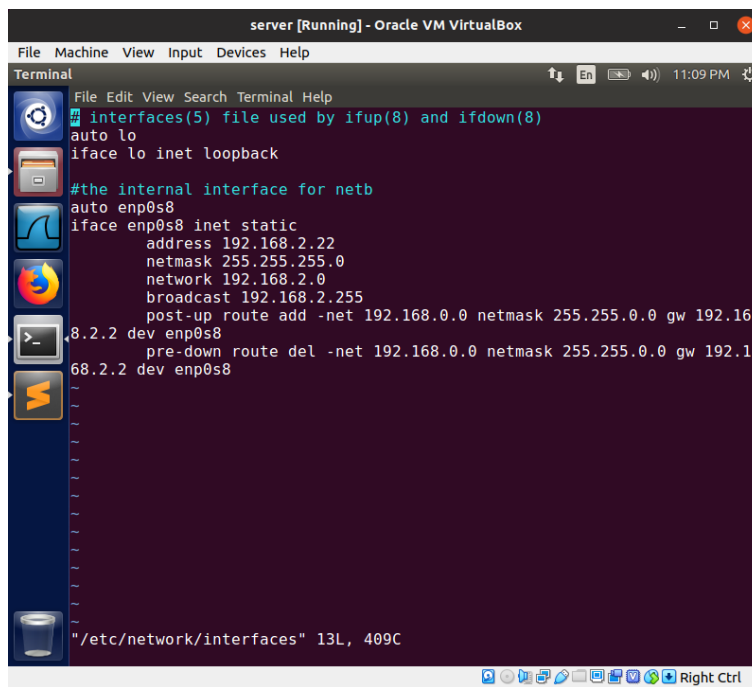 server [Running] - Oracle VM VirtualBox
File Machine View Input Devices Help
Terminal En 11:09 PM
File Edit View Search Terminal Help
# interfaces(5) file used by ifup(8) and ifdown(8)
auto lo
iface lo inet loopback
#the internal interface for netb
auto enp0s8
iface enp0s8 inet static
address 192.168.2.22
netmask 255.255.255.0
network 192.168.2.0
broadcast 192.168.2.255
post-up route add -net 192.168.0.0 netmask 255.255.0.0 gw 192.16
8.2.2 dev enp0s8
pre-down route del -net 192.168.0.0 netmask 255.255.0.0 gw 192.1
68.2.2 dev enp0s8
~
~
~
~
~
~
~
~
~
~
~
~
~
~
"/etc/network/interfaces" 13L, 409C
Right Ctrl